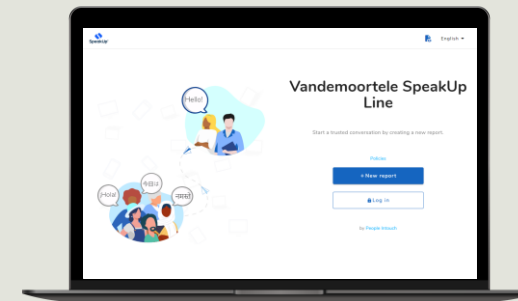 SpeakUp
English
Vandemoortele SpeakUp
Line
Start a trusted conversation by creating a new report.
Policies
+ New report
Log in
by People Intouch
Hello!
¡Hola!
नमस्ते